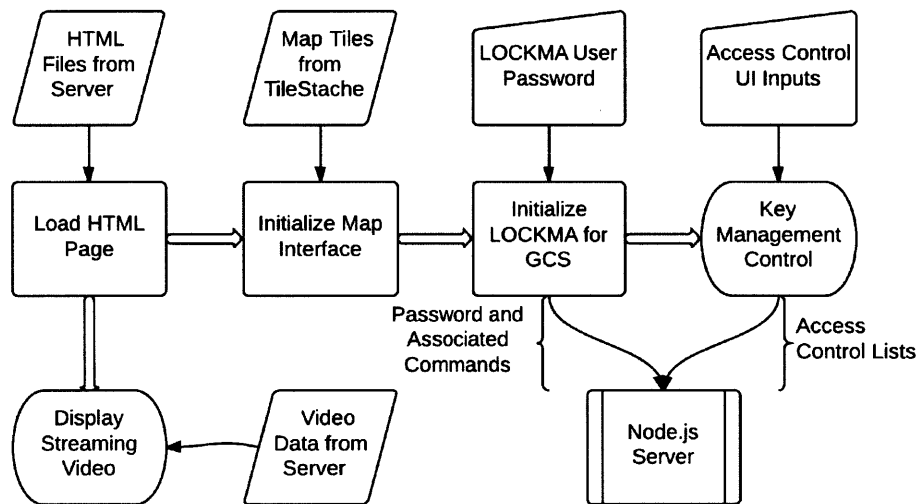 HTML
Files from
Server
Map Tiles
from
TileStache
LOCKMA User
Password
Access Control
UI Inputs
Load HTML
Page
Initialize Map
Interface
Initialize
LOCKMA for
GCS
Key
Management
Control
Password and
Associated
Commands
Access
Control Lists
Display
Streaming
Video
Video
Data from
Server
Node.js
Server